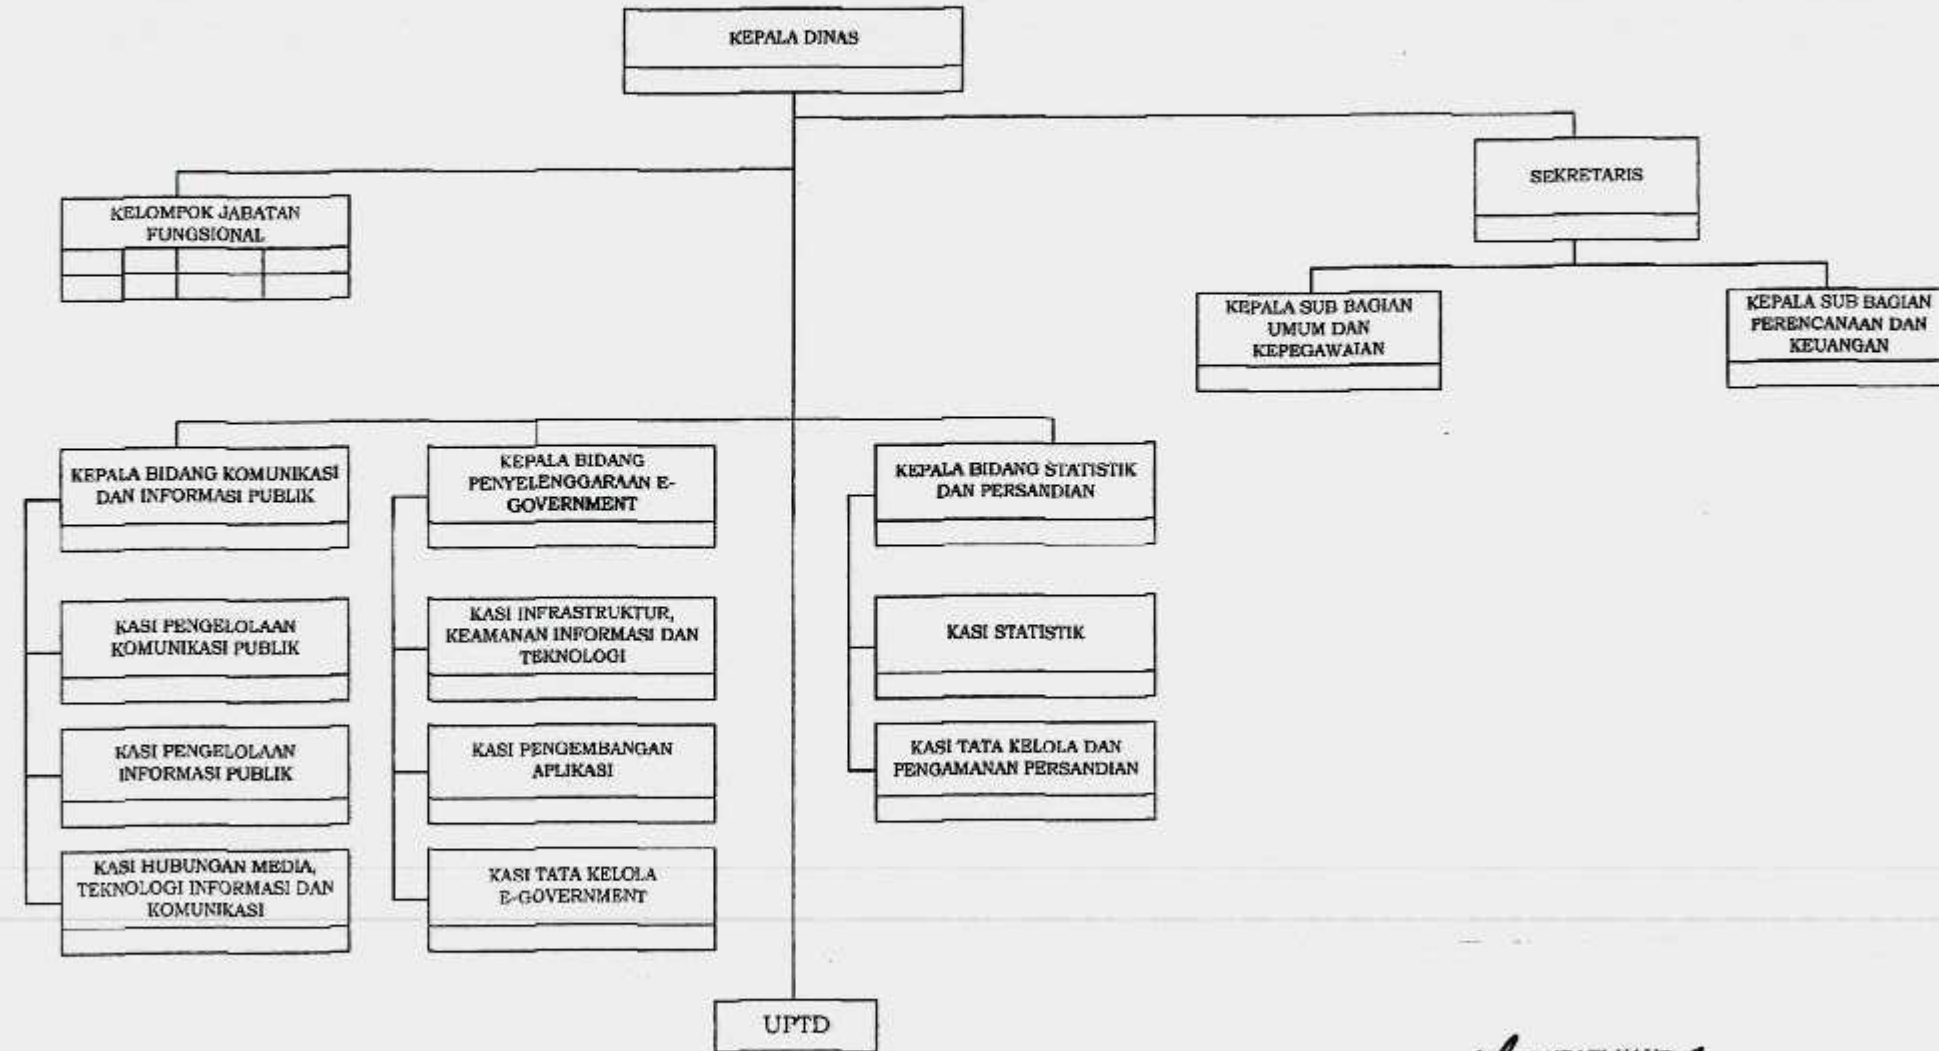 KEPALA DINAS
SEKRETARIS
KELOMPOK JABATAN
FUNGSIONAL
KEPALA SUB BAGIAN
UMUM DAN
KEPEGAWAIAN
KEPALA SUB BAGIAN
PERENCANAAN DAN
KEUANGAN
KEPALA BIDANG KOMUNIKASI
DAN INFORMASI PUBLIK
KASI PENGELOLAAN
KOMUNIKASI PUBLIK
KASI PENGELOLAAN
INFORMASI PUBLIK
KASI HUBUNGAN MEDIA,
TEKNOLOGI INFORMASI DAN
KOMUNIKASI
KEPALA BIDANG
PENYELENGGARAAN E-
GOVERNMENT
KASI INFRASTRUKTUR,
KEAMANAN INFORMASI DAN
TEKNOLOGI
KASI PENGEMBANGAN
APLIKASI
KASI TATA KELOLA
E-GOVERNMENT
KEPALA BIDANG STATISTIK
DAN PERSANDIAN
KASI STATISTIK
KASI TATA KELOLA DAN
PENGAMANAN PERSANDIAN
UPTD